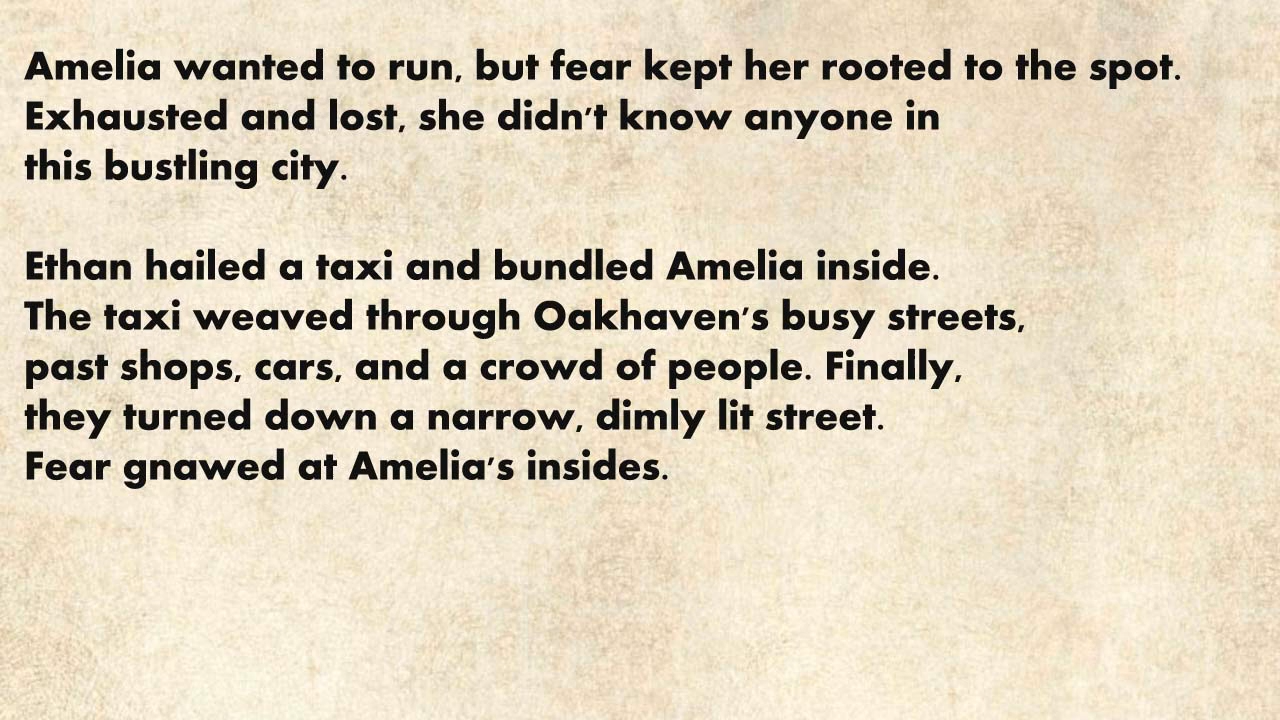 Amelia wanted to run, but fear kept her rooted to the spot.
Exhausted and lost, she didn't know anyone in
this bustling city.
Ethan hailed a taxi and bundled Amelia inside.
The taxi weaved through Oakhaven's busy streets,
past shops, cars, and a crowd of people. Finally,
they turned down a narrow, dimly lit street.
Fear gnawed at Amelia's insides.